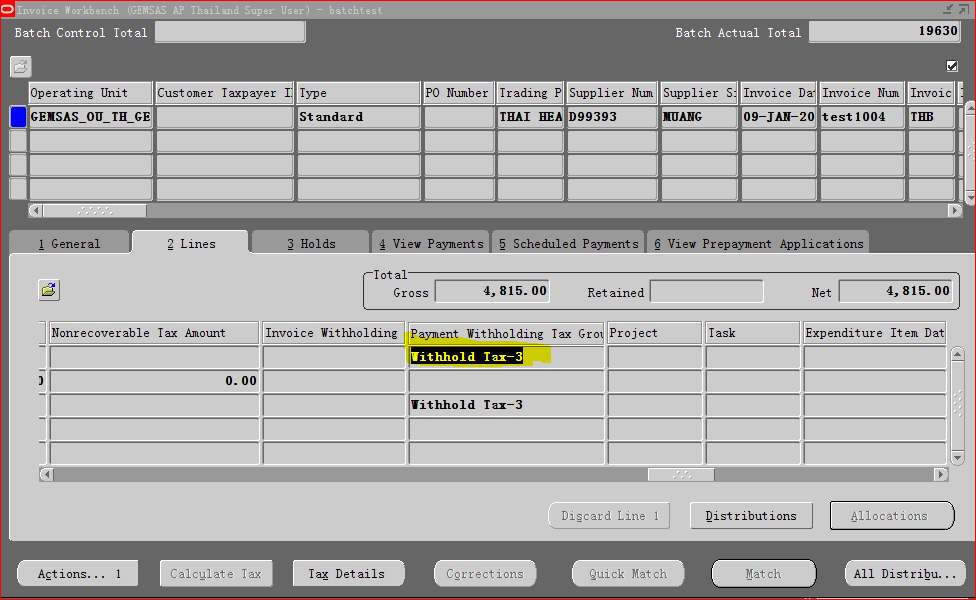 Invoice Workbench (GEMSAS AP Thailand Super User) - batchtest
Batch Control Total
Batch Actual Total 19630
Operating Unit Customer Taxpayer I Type PO Number Trading P Supplier Num Supplier Si Invoice Da Invoice Num Invoic
GEMSAS_OU_TH_GE Standard THAI HEA D99393 MUANG 09-JAN-20 test1004 THB
1 General 2 Lines 3 Holds 4 View Payments 5 Scheduled Payments 6 View Prepayment Applications
Total
Gross 4,815.00 Retained Net 4,815.00
Nonrecoverable Tax Amount Invoice Withholding Payment Withholding Tax Grou Project Task Expenditure Item Dat
Withhold Tax-3
0.00
Withhold Tax-3
Discard Line 1 Distributions Allocations
Actions... 1 Calculate Tax Tax Details Corrections Quick Match Match All Distribu...